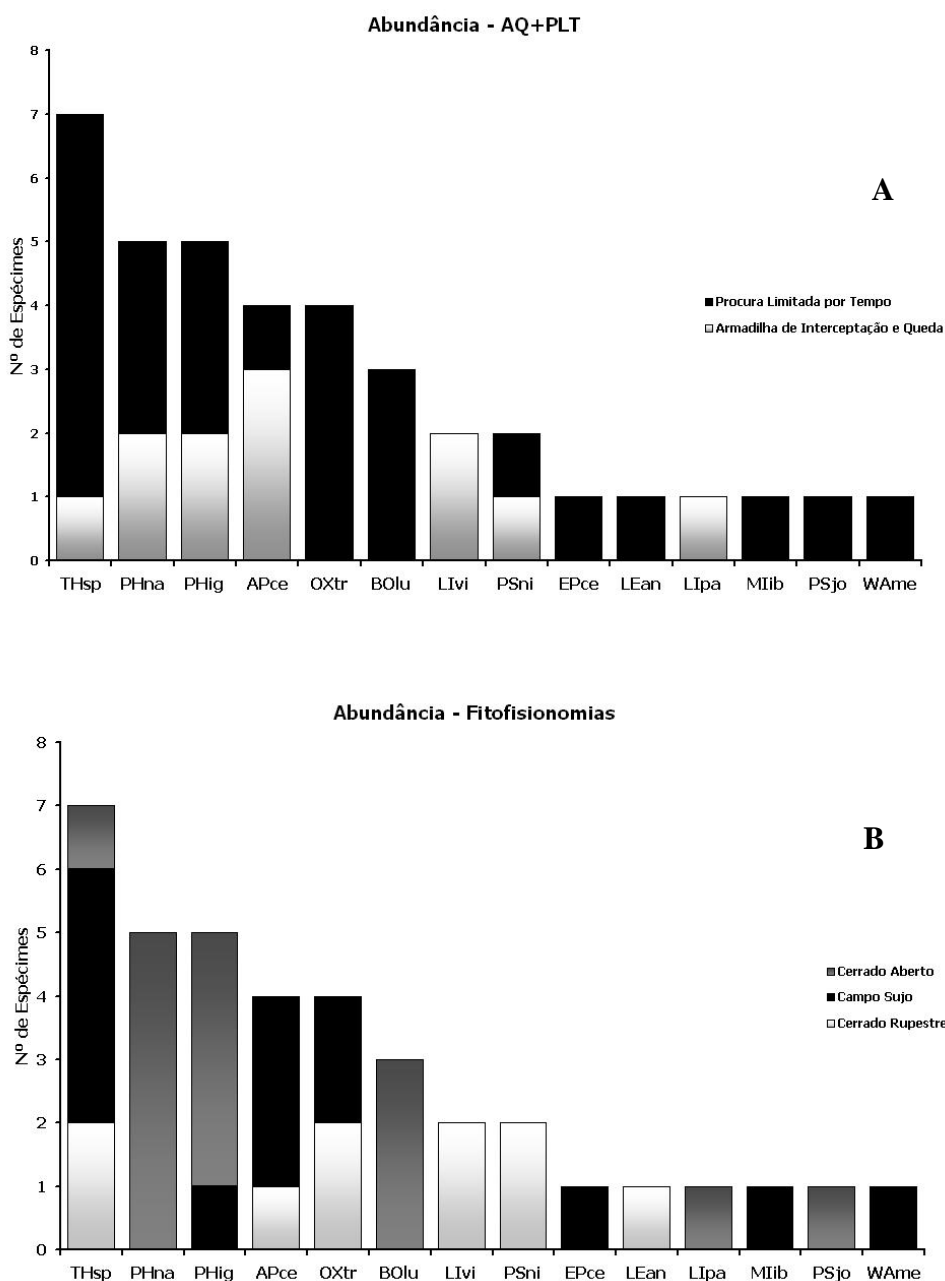 Abundância - AQ+PLT
8
7
6
5
4
3
2
1
0
Nº de Espécimes
A
Procura Limitada por Tempo
Armadilha de Interceptação e Queda
THsp PHna PHig APce OXtr BOlu LIvi PSni EPce LEan LIpa MIib PSjo WAme
Abundância - Fitofisionomias
8
7
6
5
4
3
2
1
0
Nº de Espécimes
B
Cerrado Aberto
Campo Sujo
Cerrado Rupestre
THsp PHna PHig APce OXtr BOlu LIvi PSni EPce LEan LIpa MIib PSjo WAme